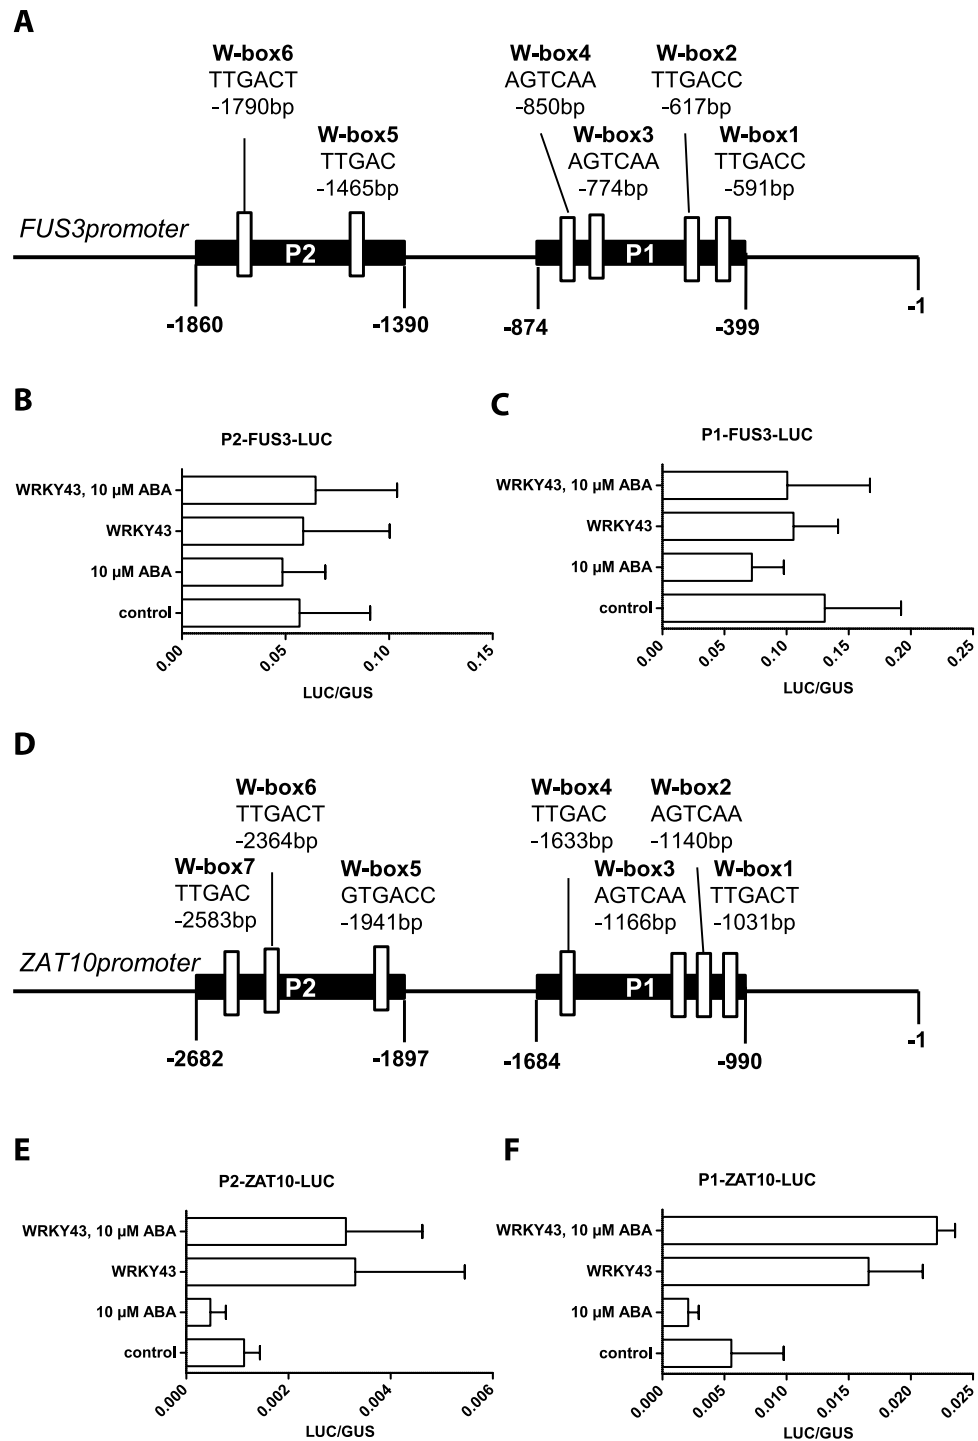 A
W-box6
TTGACT
-1790bp
W-box5
TTGAC
-1465bp
W-box4
AGTCAA
-850bp
W-box3
AGTCAA
-774bp
W-box2
TTGACC
-617bp
W-box1
TTGACC
-591bp
FUS3promoter
P2
P1
-1860
-1390
-874
-399
-1
B
P2-FUS3-LUC
WRKY43, 10 µM ABA
WRKY43
10 µM ABA
control
0.00
0.05
0.10
0.15
LUC/GUS
C
P1-FUS3-LUC
WRKY43, 10 µM ABA
WRKY43
10 µM ABA
control
0.00
0.05
0.10
0.15
0.20
0.25
LUC/GUS
D
W-box6
TTGACT
-2364bp
W-box7
TTGAC
-2583bp
W-box5
GTGACC
-1941bp
W-box4
TTGAC
-1633bp
W-box2
AGTCAA
-1140bp
W-box3
AGTCAA
-1166bp
W-box1
TTGACT
-1031bp
ZAT10promoter
P2
P1
-2682
-1897
-1684
-990
-1
E
P2-ZAT10-LUC
WRKY43, 10 µM ABA
WRKY43
10 µM ABA
control
0.000
0.002
0.004
0.006
LUC/GUS
F
P1-ZAT10-LUC
WRKY43, 10 µM ABA
WRKY43
10 µM ABA
control
0.000
0.005
0.010
0.015
0.020
0.025
LUC/GUS